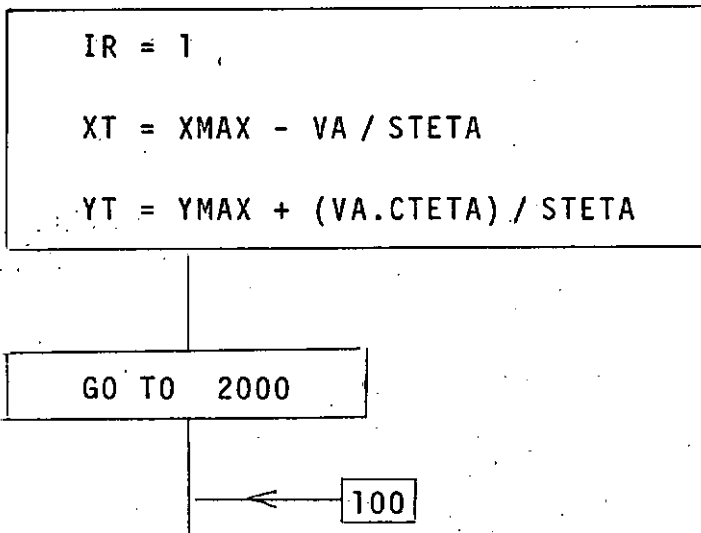 IR = 1
XT = XMAX - VA / STETA
YT = YMAX + (VA.CTETA) / STETA
GO TO 2000
100